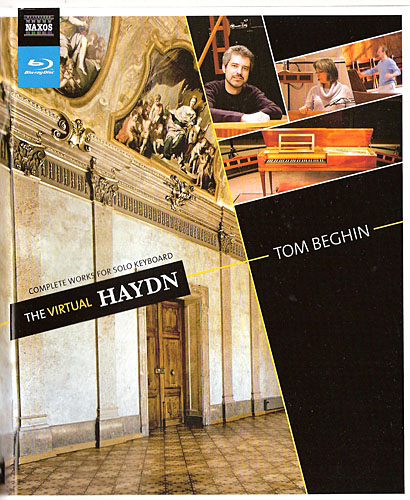 NAXOS
Blu-ray Disc
TOM BEGHIN
COMPLETE WORKS FOR SOLO KEYBOARD
THE VIRTUAL HAYDN